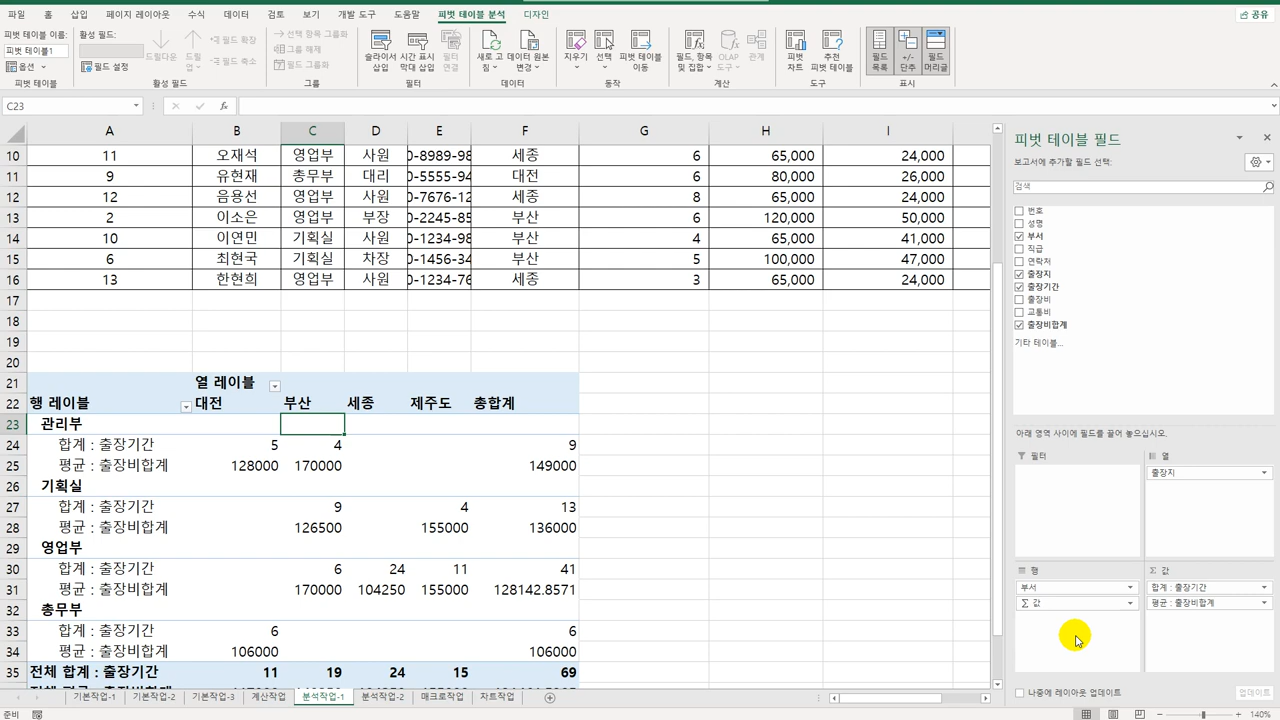 파일 홈 삽입 페이지 레이아웃 수식 데이터 검토 보기 개발 도구 도움말 피벗 테이블 분석 디자인 공유
피벗 테이블 이름:
피벗 테이블1
옵션
피벗 테이블
활성 필드:
필드 설정
드릴다운
드릴업
필드 확장
필드 축소
활성 필드
선택 항목 그룹화
그룹 해제
필드 그룹화
그룹
슬라이서 삽입
시간 표시 막대 삽입
필터 연결
필터
새로 고침
데이터 원본 변경
데이터
지우기
선택
피벗 테이블 이동
동작
필드, 항목 및 집합
OLAP 도구
관계
계산
피벗 차트
추천 피벗 테이블
도구
필드 목록
+/- 단추
필드 머리글
표시
C23
fx
A B C D E F G H I
10 11 오재석 영업부 사원 0-8989-98 세종 6 65,000 24,000
11 9 유현재 총무부 대리 0-5555-94 대전 6 80,000 26,000
12 12 음용선 영업부 사원 0-7676-12 세종 8 65,000 24,000
13 2 이소은 영업부 부장 0-2245-85 부산 6 120,000 50,000
14 10 이연민 기획실 사원 0-1234-98 부산 4 65,000 41,000
15 6 최현국 기획실 차장 0-1456-34 부산 5 100,000 47,000
16 13 한현희 영업부 사원 0-1234-76 세종 3 65,000 24,000
17
18
19
20
21 열 레이블
22 행 레이블 대전 부산 세종 제주도 총합계
23 관리부
24 합계 : 출장기간 5 4 9
25 평균 : 출장비합계 128000 170000 149000
26 기획실
27 합계 : 출장기간 9 4 13
28 평균 : 출장비합계 126500 155000 136000
29 영업부
30 합계 : 출장기간 6 24 11 41
31 평균 : 출장비합계 170000 104250 155000 128142.8571
32 총무부
33 합계 : 출장기간 6 6
34 평균 : 출장비합계 106000 106000
35 전체 합계 : 출장기간 11 19 24 15 69
피벗 테이블 필드
보고서에 추가할 필드 선택:
검색
번호
성명
부서
직급
연락처
출장지
출장기간
출장비
교통비
출장비합계
기타 테이블...
아래 영역 사이에 필드를 끌어 놓으십시오.
필터
열
출장지
행
부서
Σ 값
Σ 값
합계 : 출장기간
평균 : 출장비합계
나중에 레이아웃 업데이트
업데이트
기본작업-1 기본작업-2 기본작업-3 계산작업 분석작업-1 분석작업-2 매크로작업 차트작업
준비
140%